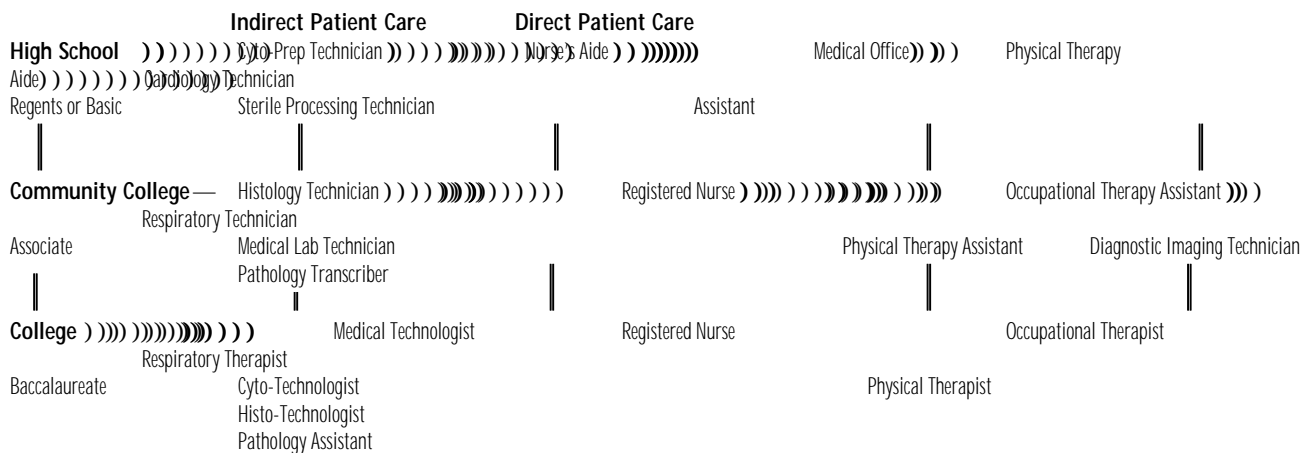 Indirect Patient Care Direct Patient Care
High School Cyto-Prep Technician Nurse's Aide Medical Office Physical Therapy
Aide Cardiology Technician
Regents or Basic Sterile Processing Technician Assistant
Community College — Histology Technician Registered Nurse Occupational Therapy Assistant
Respiratory Technician
Associate Medical Lab Technician Physical Therapy Assistant Diagnostic Imaging Technician
Pathology Transcriber
College Medical Technologist Registered Nurse Occupational Therapist
Respiratory Therapist
Baccalaureate Cyto-Technologist Physical Therapist
Histo-Technologist
Pathology Assistant